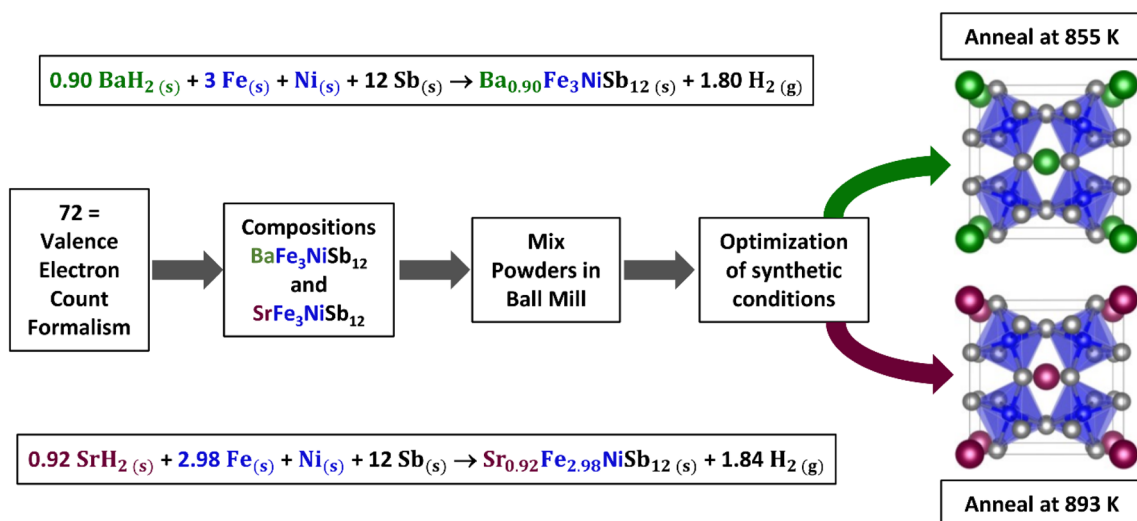 Anneal at 855 K
0.90 BaH₂ (s) + 3 Fe(s) + Ni(s) + 12 Sb(s) → Ba₀.₉₀Fe₃NiSb₁₂ (s) + 1.80 H₂ (g)
72 =
Valence
Electron
Count
Formalism
Compositions
BaFe₃NiSb₁₂
and
SrFe₃NiSb₁₂
Mix
Powders in
Ball Mill
Optimization
of synthetic
conditions
0.92 SrH₂ (s) + 2.98 Fe(s) + Ni(s) + 12 Sb(s) → Sr₀.₉₂Fe₂.₉₈NiSb₁₂ (s) + 1.84 H₂ (g)
Anneal at 893 K